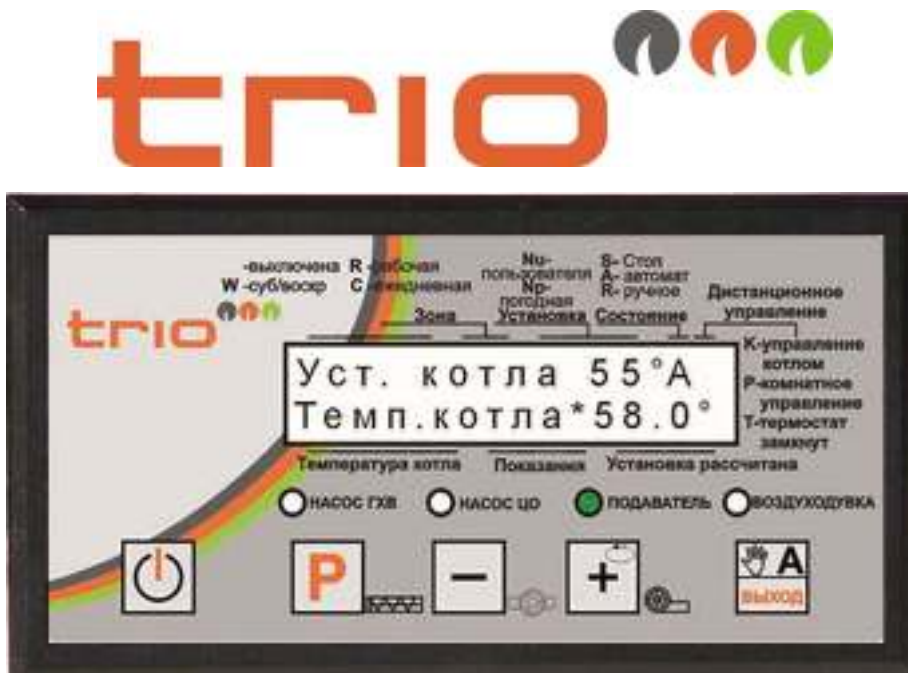 trio
-выключена R -рабочая
W -суб/воскр C -ежедневная
Nu-
пользователя
Np-
погодная
S- Стоп
A- автомат
R- ручное
Дистанционное
управление
trio
Зона Установка Состояние
Уст. котла 55°A
Темп.котла*58.0°
K-управление
котлом
P-комнатное
управление
T-термостат
замкнут
Температура котла Показания Установка рассчитана
НАСОС ГХВ НАСОС ЦО ПОДАВАТЕЛЬ ВОЗДУХОДУВКА
P - + A
ВЫХОД